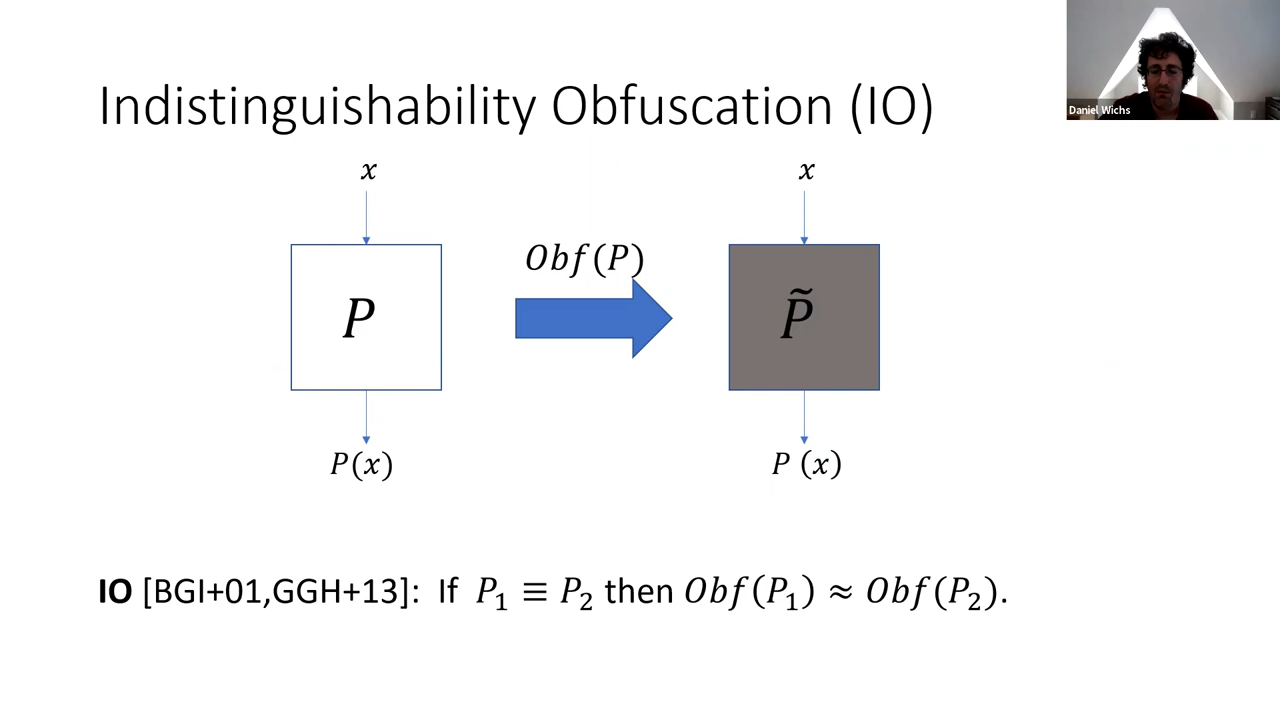 Indistinguishability Obfuscation (IO)
Daniel Wichs
x
x
Obf(P)
P
P̃
P(x)
P (x)
IO [BGI+01,GGH+13]: If P₁ ≡ P₂ then Obf(P₁) ≈ Obf(P₂).